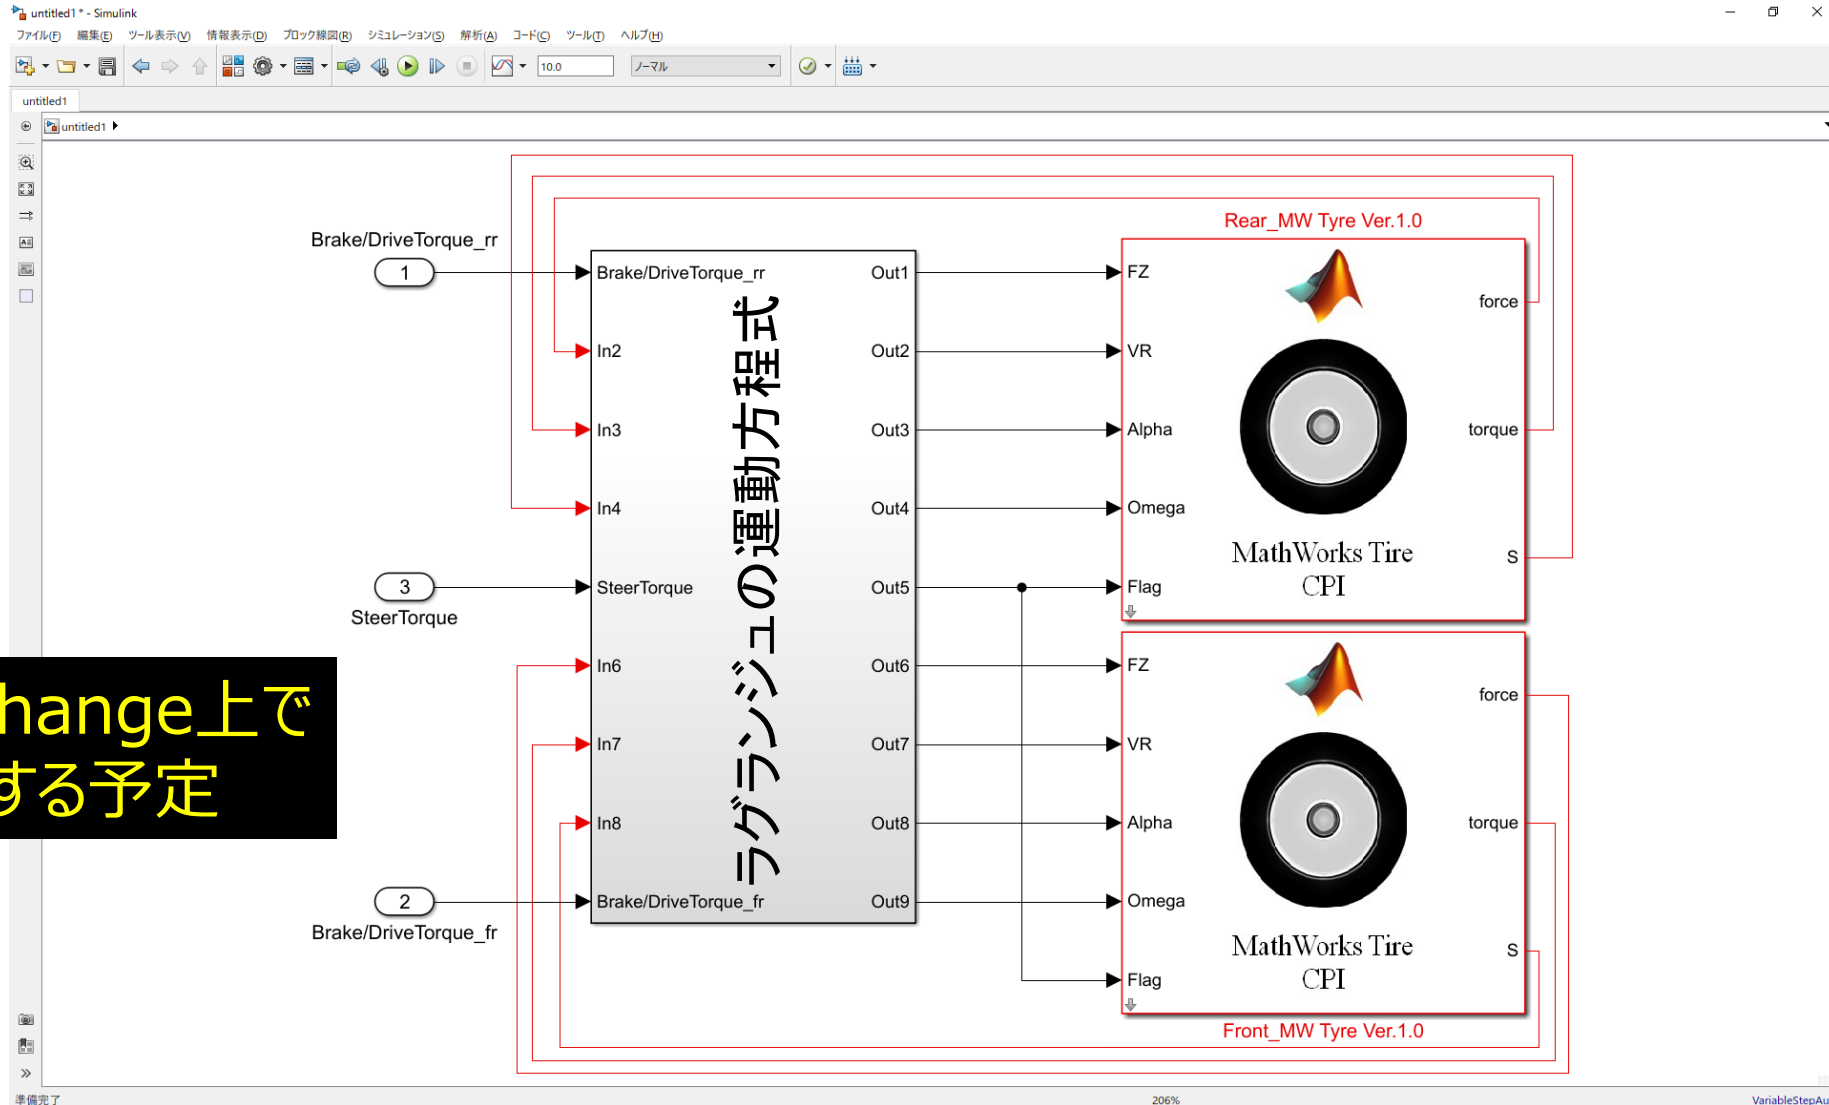 untitled1 * - Simulink
ファイル(F) 編集(E) ツール表示(V) 情報表示(D) ブロック線図(R) シミュレーション(S) 解析(A) コード(C) ツール(T) ヘルプ(H)
10.0 ノーマル
untitled1
untitled1
Rear_MW Tyre Ver.1.0
Brake/DriveTorque_rr
1
Brake/DriveTorque_rr
Out1
FZ
force
In2
Out2
VR
In3
Out3
Alpha
torque
In4
Out4
Omega
MathWorks Tire
CPI
S
3
SteerTorque
SteerTorque
Out5
Flag
ラグランジュの運動方程式
In6
Out6
FZ
force
hange上で
する予定
In7
Out7
VR
In8
Out8
Alpha
torque
2
Brake/DriveTorque_fr
Brake/DriveTorque_fr
Out9
Omega
MathWorks Tire
CPI
S
Flag
Front_MW Tyre Ver.1.0
準備完了
206%
VariableStepAu